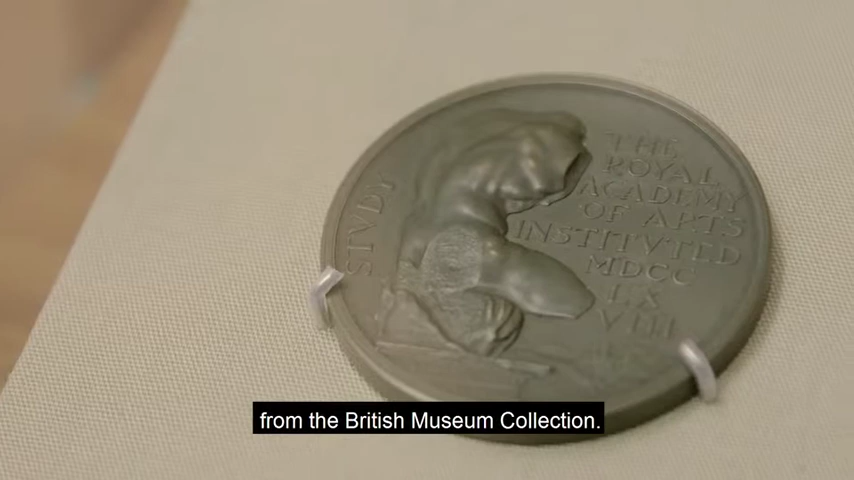 STVDY
THE
ROYAL
ACADEMY
OF ARTS
INSTITVTED
MDCC
LX
VIII
from the British Museum Collection.